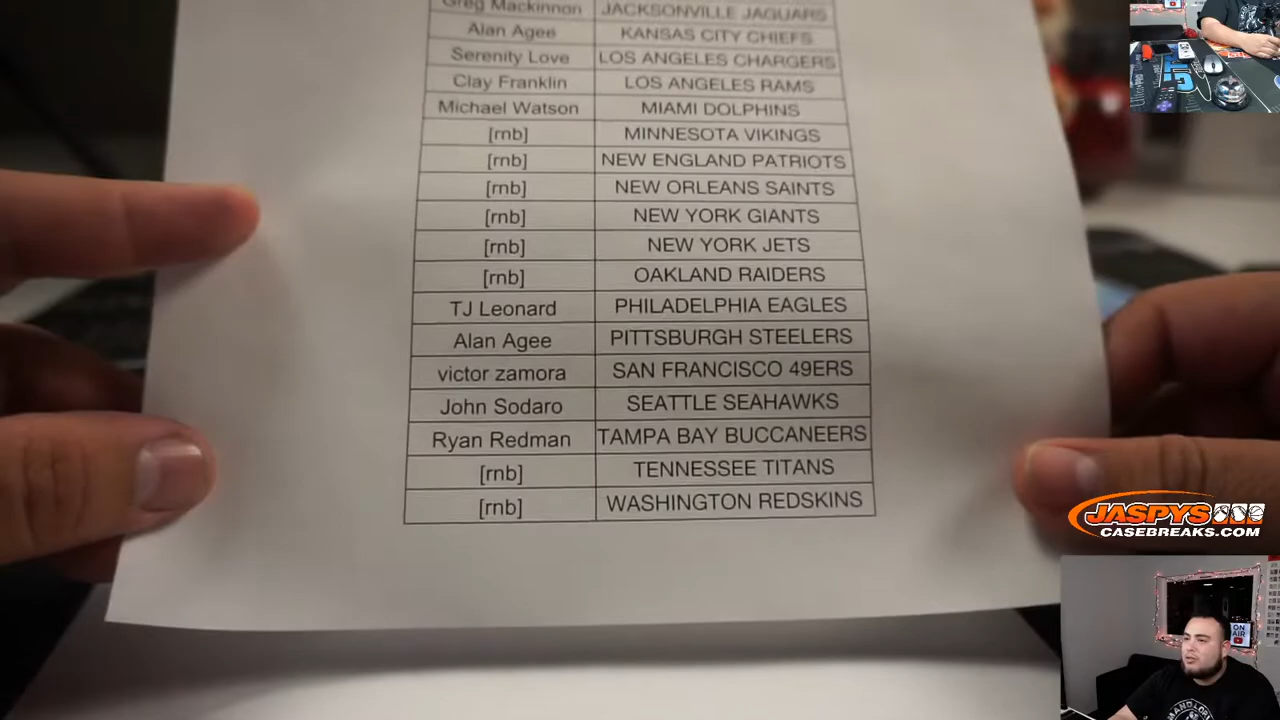 Greg Mackinnon JACKSONVILLE JAGUARS
Alan Agee KANSAS CITY CHIEFS
Serenity Love LOS ANGELES CHARGERS
Clay Franklin LOS ANGELES RAMS
Michael Watson MIAMI DOLPHINS
[rnb] MINNESOTA VIKINGS
[rnb] NEW ENGLAND PATRIOTS
[rnb] NEW ORLEANS SAINTS
[rnb] NEW YORK GIANTS
[rnb] NEW YORK JETS
[rnb] OAKLAND RAIDERS
TJ Leonard PHILADELPHIA EAGLES
Alan Agee PITTSBURGH STEELERS
victor zamora SAN FRANCISCO 49ERS
John Sodaro SEATTLE SEAHAWKS
Ryan Redman TAMPA BAY BUCCANEERS
[rnb] TENNESSEE TITANS
[rnb] WASHINGTON REDSKINS
JASPYS
CASEBREAKS.COM
ON
AIR